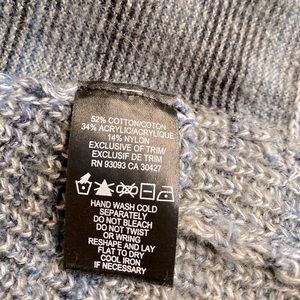 52% COTTON/COTON
34% ACRYLIC/ACRYLIQUE
14% NYLON
EXCLUSIVE OF TRIM/
EXCLUSIF DE TRIM
RN 93093 CA 30427
HAND WASH COLD
SEPARATELY
DO NOT BLEACH
DO NOT TWIST
OR WRING
RESHAPE AND LAY
FLAT TO DRY
COOL IRON
IF NECESSARY